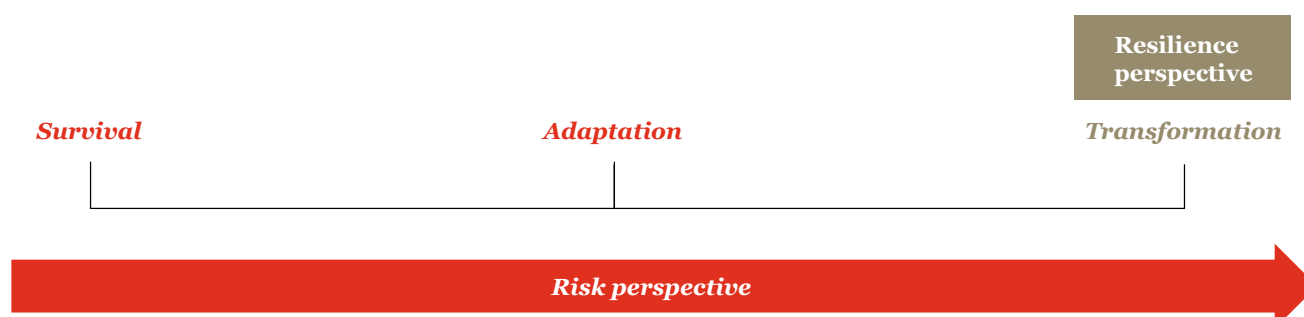 Resilience
perspective
Survival
Adaptation
Transformation
Risk perspective